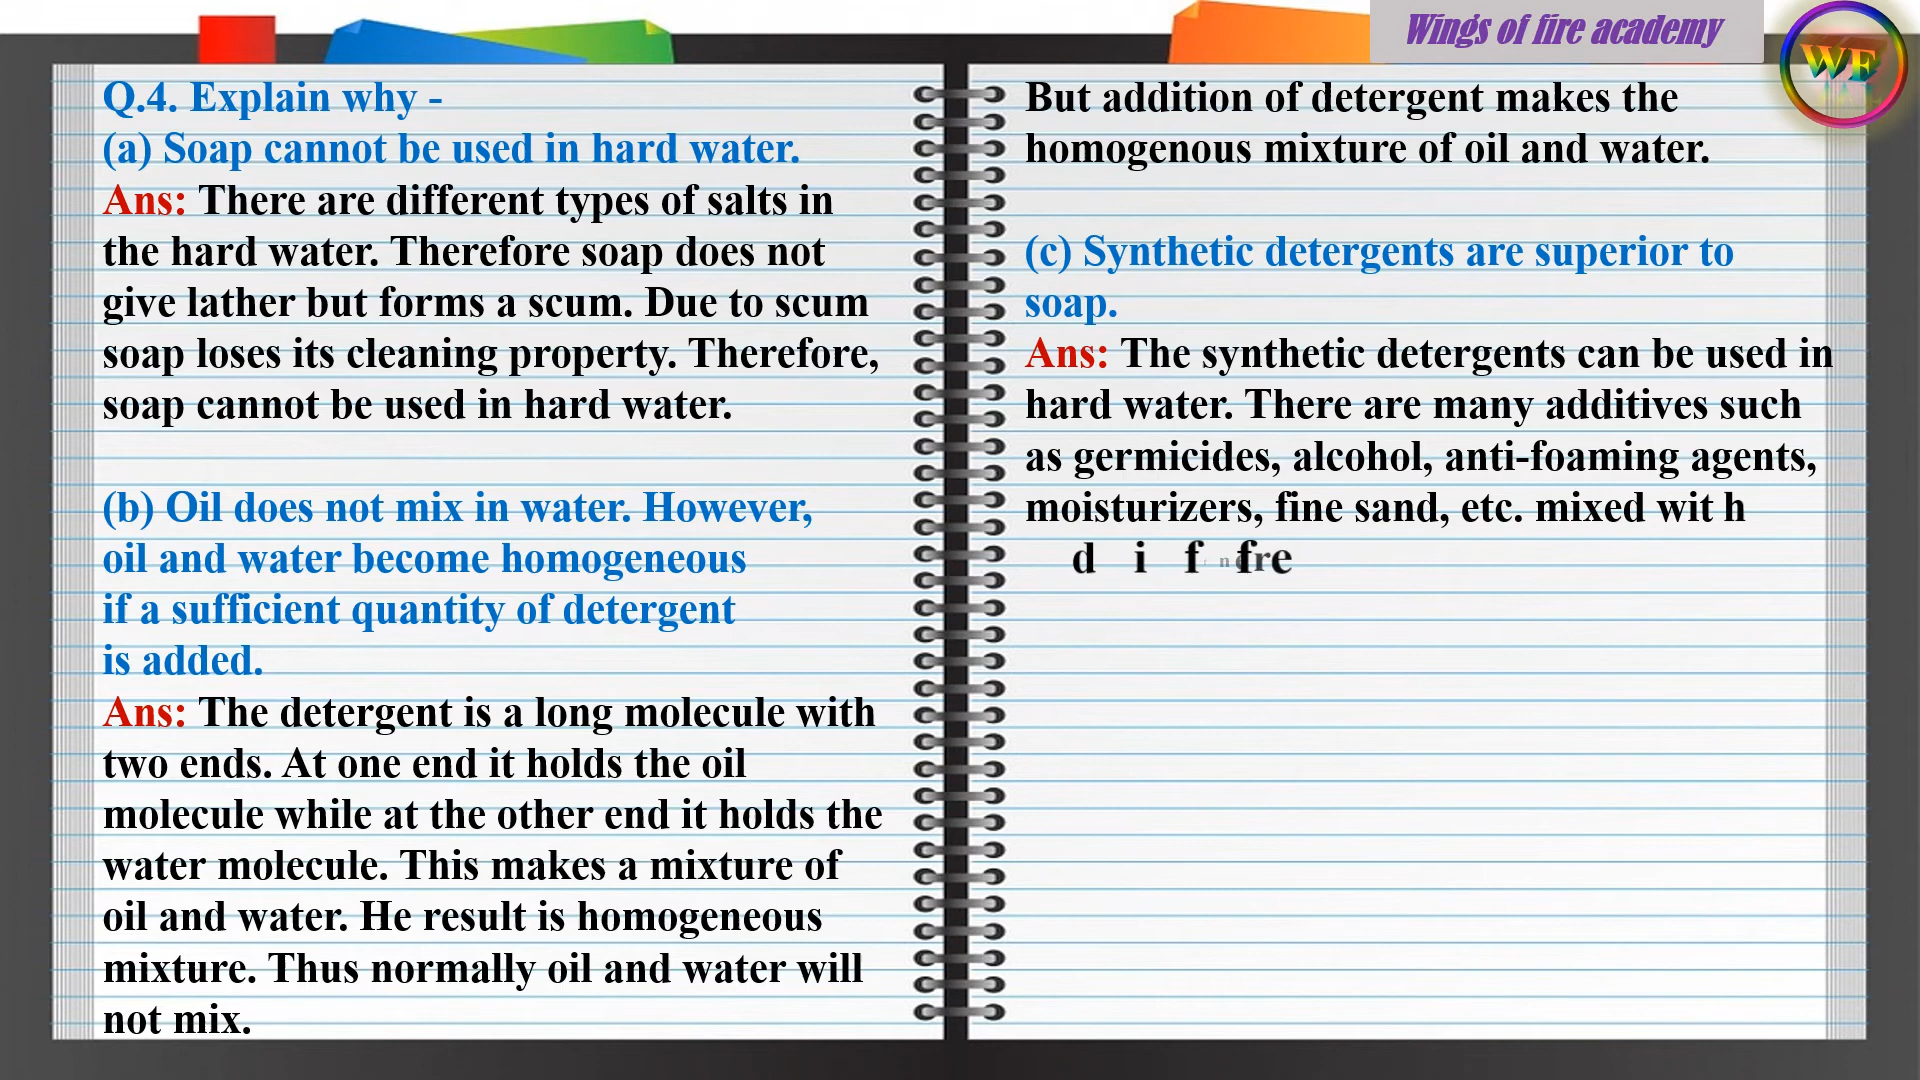 Wings of fire academy
WF
Q.4. Explain why -
(a) Soap cannot be used in hard water.
Ans: There are different types of salts in
the hard water. Therefore soap does not
give lather but forms a scum. Due to scum
soap loses its cleaning property. Therefore,
soap cannot be used in hard water.
(b) Oil does not mix in water. However,
oil and water become homogeneous
if a sufficient quantity of detergent
is added.
Ans: The detergent is a long molecule with
two ends. At one end it holds the oil
molecule while at the other end it holds the
water molecule. This makes a mixture of
oil and water. He result is homogeneous
mixture. Thus normally oil and water will
not mix.
But addition of detergent makes the
homogenous mixture of oil and water.
(c) Synthetic detergents are superior to
soap.
Ans: The synthetic detergents can be used in
hard water. There are many additives such
as germicides, alcohol, anti-foaming agents,
moisturizers, fine sand, etc. mixed wit h
d i f